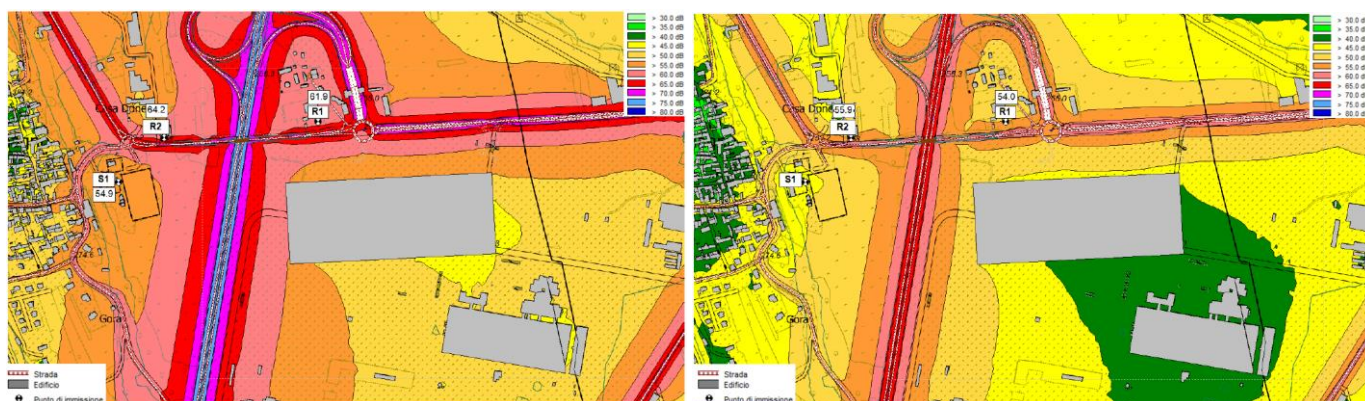 > 30.0 dB
> 35.0 dB
> 40.0 dB
> 45.0 dB
> 50.0 dB
> 55.0 dB
> 60.0 dB
> 65.0 dB
> 70.0 dB
> 75.0 dB
> 80.0 dB
61.9
R1
64.2
R2
S1
54.9
Gora
Strada
Edificio
Punto di immissione
> 30.0 dB
> 35.0 dB
> 40.0 dB
> 45.0 dB
> 50.0 dB
> 55.0 dB
> 60.0 dB
> 65.0 dB
> 70.0 dB
> 75.0 dB
> 80.0 dB
54.0
R1
55.9
R2
S1
Gora
Strada
Edificio
Punto di immissione